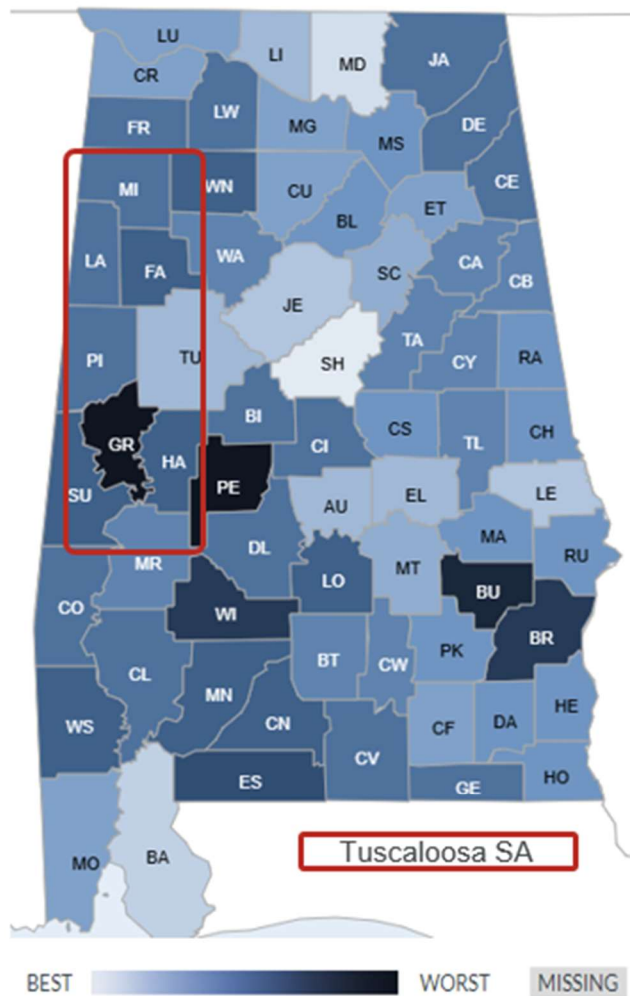 LU
LI
MD
JA
CR
LW
FR
MG
MS
DE
MI
WN
CU
ET
CE
BL
LA
FA
WA
SC
CA
CB
JE
PI
TU
SH
TA
CY
RA
BI
GR
CI
CS
TL
CH
HA
SU
PE
AU
EL
LE
MA
DL
MR
LO
MT
RU
BU
CO
WI
BR
BT
CW
PK
CL
MN
WS
CN
CF
DA
HE
CV
ES
GE
HO
MO
BA
Tuscaloosa SA
BEST WORST MISSING